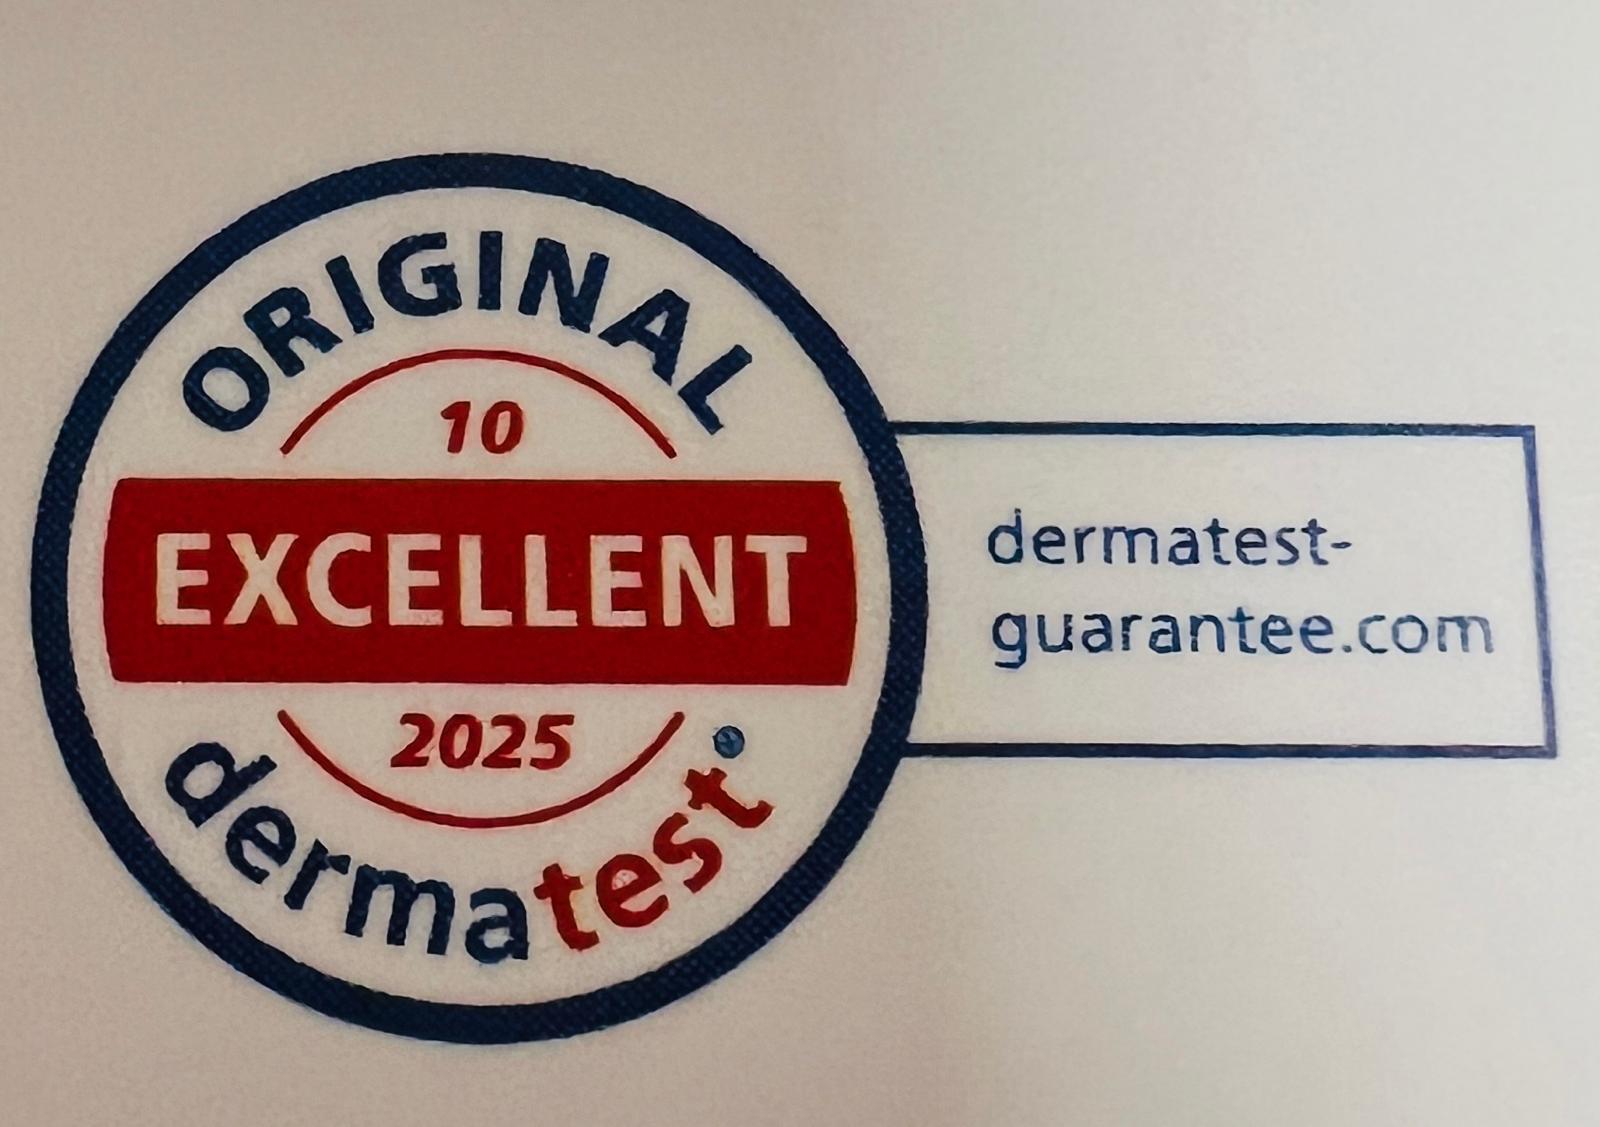 ORIGINAL
10
EXCELLENT
2025
dermatest®
dermatest-
guarantee.com